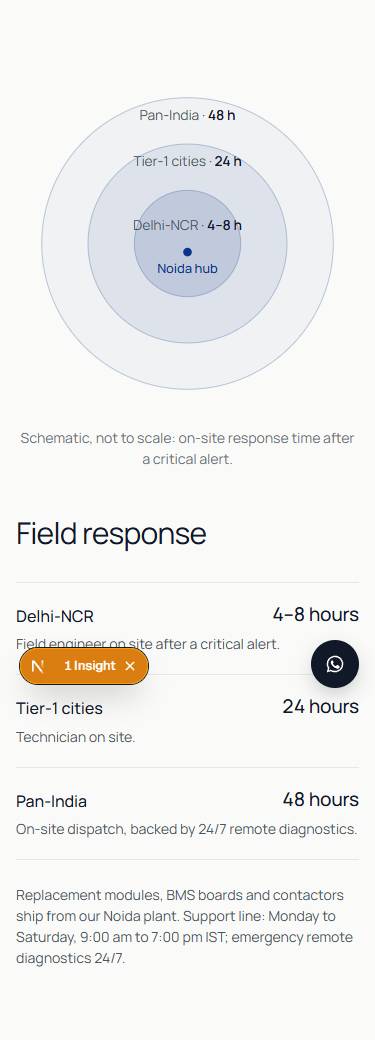 Pan-India · 48 h
Tier-1 cities · 24 h
Delhi-NCR · 4–8 h
Noida hub
Schematic, not to scale: on-site response time after
a critical alert.
Field response
Delhi-NCR
4–8 hours
Field engineer on site after a critical alert.
N 1 Insight ×
Tier-1 cities
24 hours
Technician on site.
Pan-India
48 hours
On-site dispatch, backed by 24/7 remote diagnostics.
Replacement modules, BMS boards and contactors
ship from our Noida plant. Support line: Monday to
Saturday, 9:00 am to 7:00 pm IST; emergency remote
diagnostics 24/7.